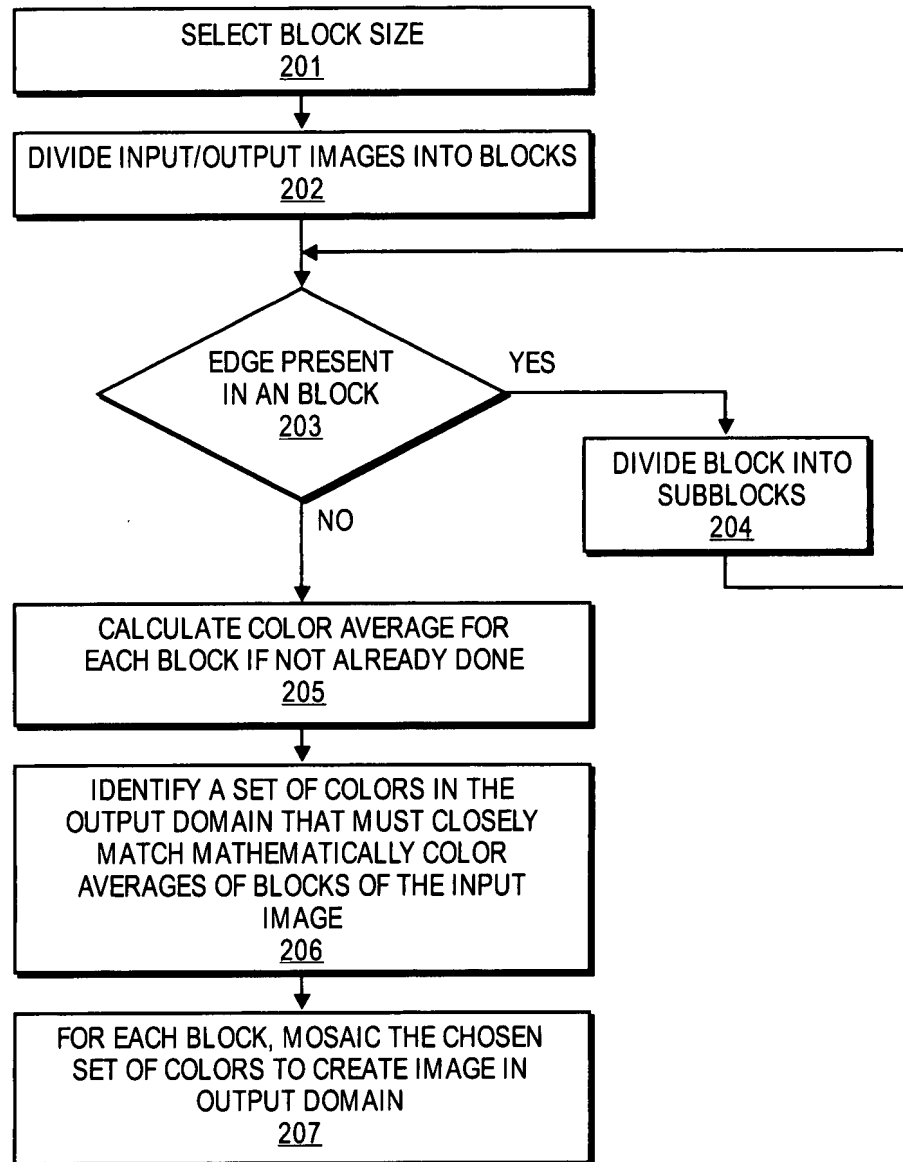 SELECT BLOCK SIZE
201
DIVIDE INPUT/OUTPUT IMAGES INTO BLOCKS
202
EDGE PRESENT
IN AN BLOCK
203
YES
DIVIDE BLOCK INTO
SUBBLOCKS
204
NO
CALCULATE COLOR AVERAGE FOR
EACH BLOCK IF NOT ALREADY DONE
205
IDENTIFY A SET OF COLORS IN THE
OUTPUT DOMAIN THAT MUST CLOSELY
MATCH MATHEMATICALLY COLOR
AVERAGES OF BLOCKS OF THE INPUT
IMAGE
206
FOR EACH BLOCK, MOSAIC THE CHOSEN
SET OF COLORS TO CREATE IMAGE IN
OUTPUT DOMAIN
207